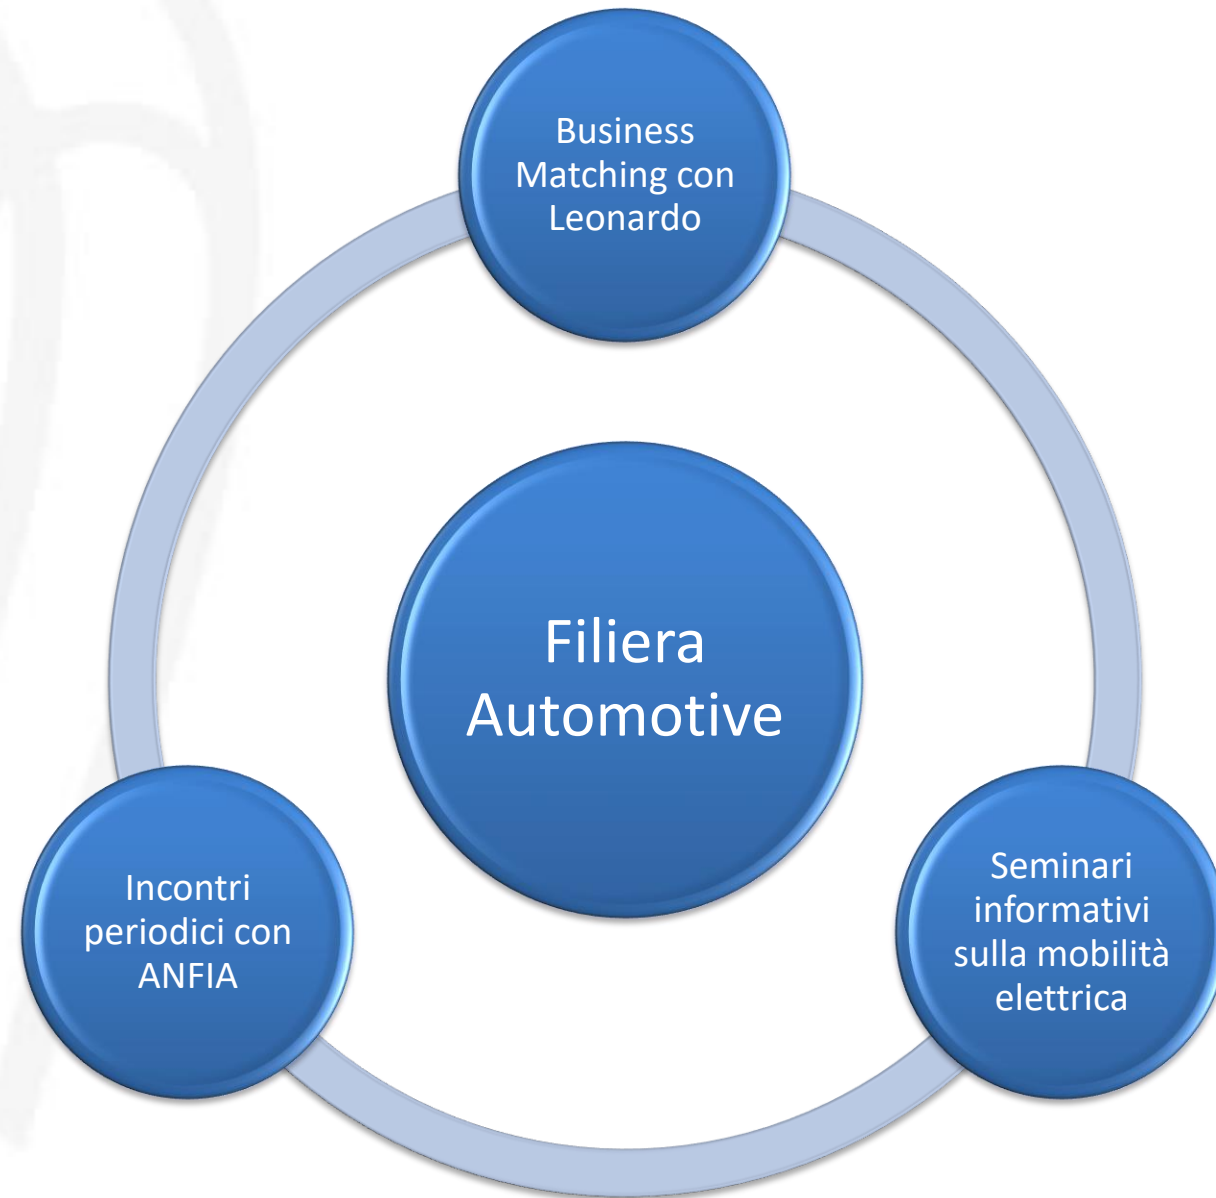 Business
Matching con
Leonardo
Filiera
Automotive
Incontri
periodici con
ANFIA
Seminari
informativi
sulla mobilità
elettrica